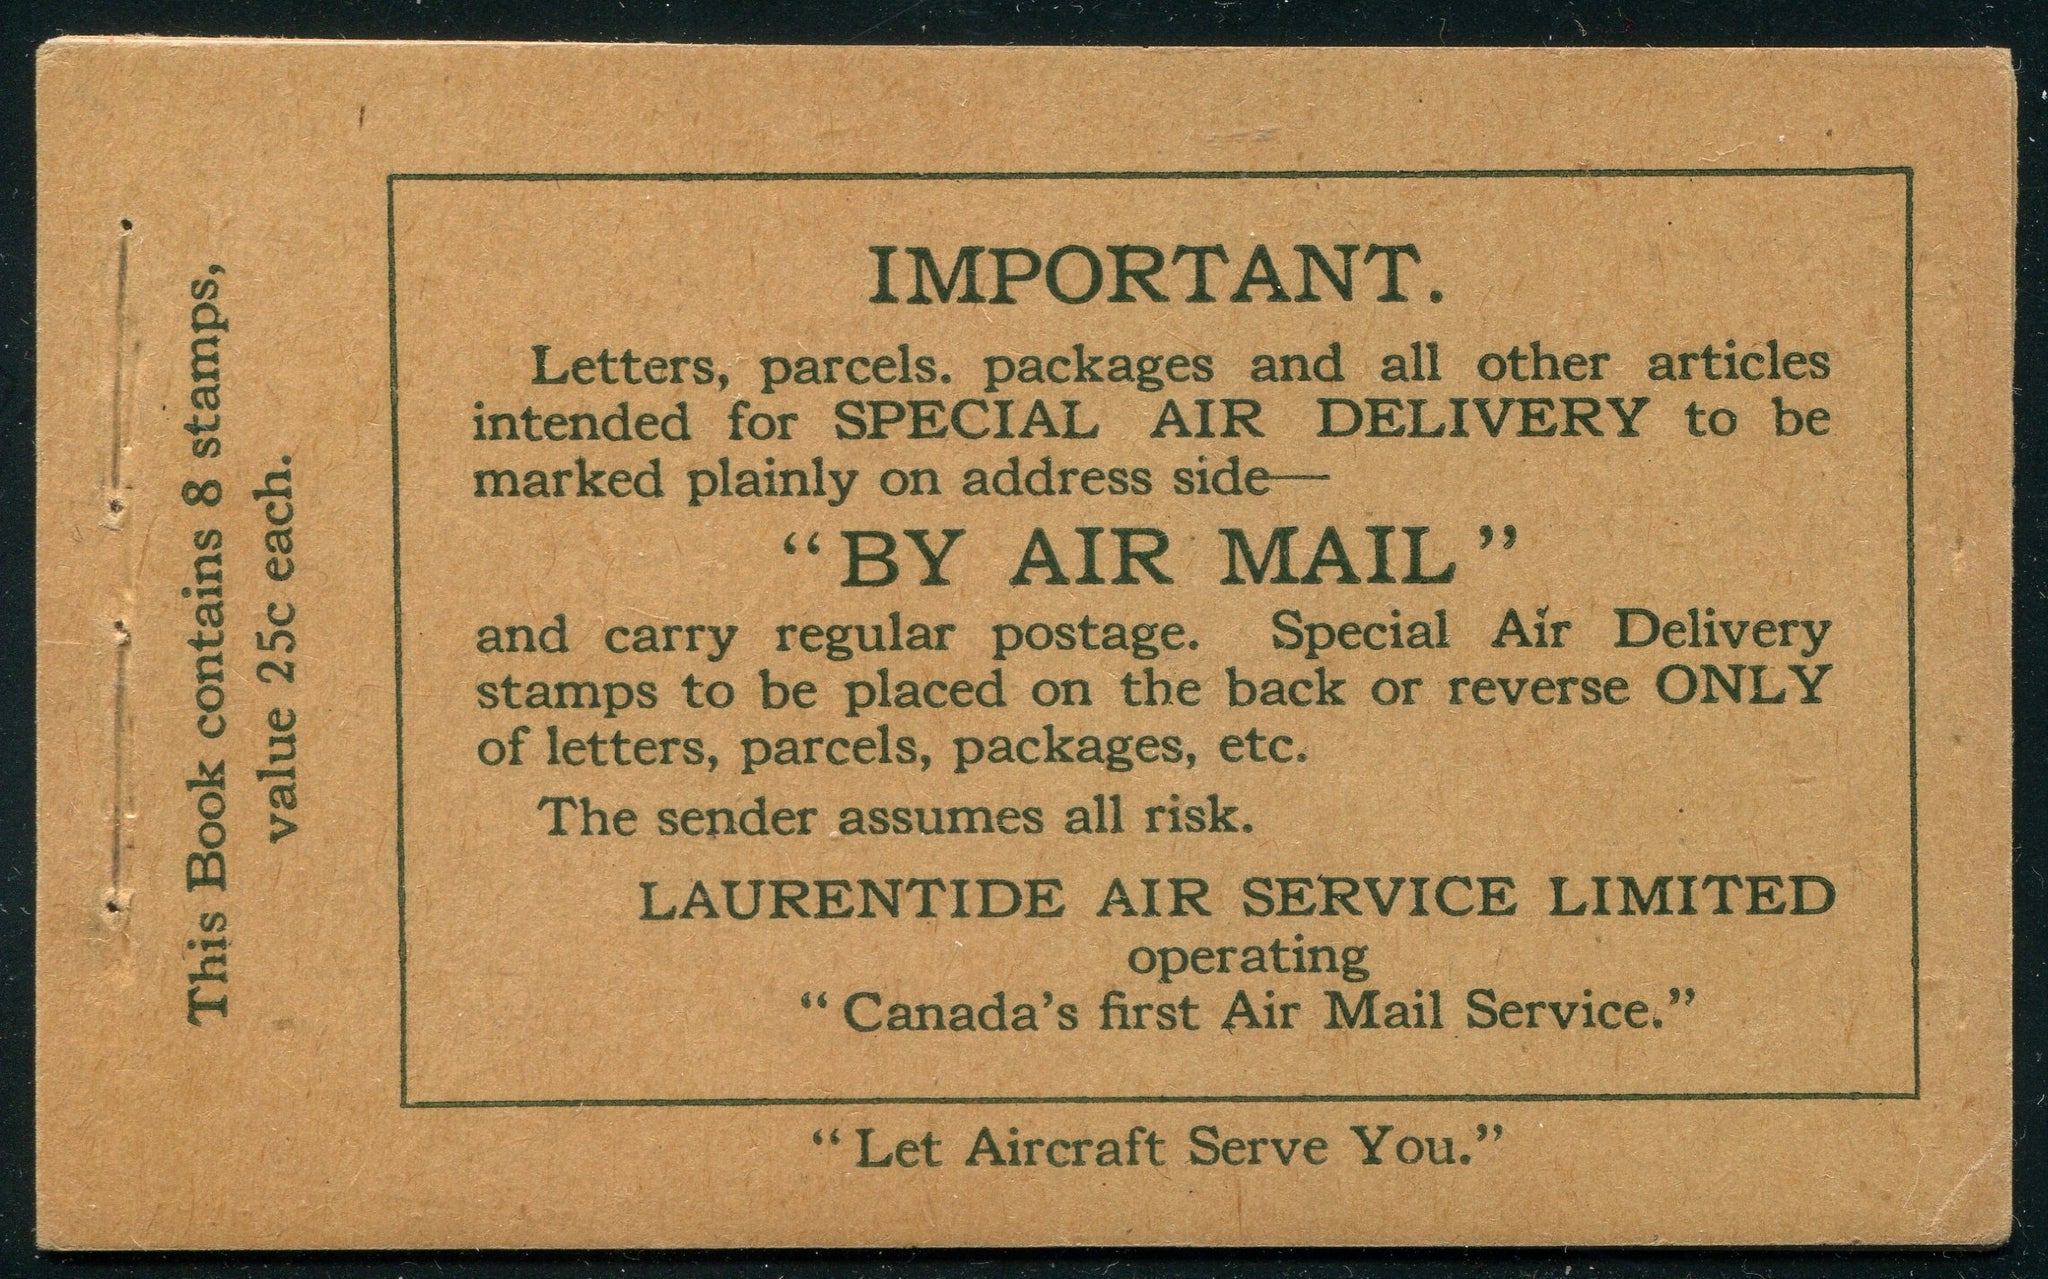 This Book contains 8 stamps,
value 25c each.
IMPORTANT.
Letters, parcels. packages and all other articles
intended for SPECIAL AIR DELIVERY to be
marked plainly on address side—
“BY AIR MAIL”
and carry regular postage. Special Air Delivery
stamps to be placed on the back or reverse ONLY
of letters, parcels, packages, etc.
The sender assumes all risk.
LAURENTIDE AIR SERVICE LIMITED
operating
“Canada’s first Air Mail Service.”
“Let Aircraft Serve You.”